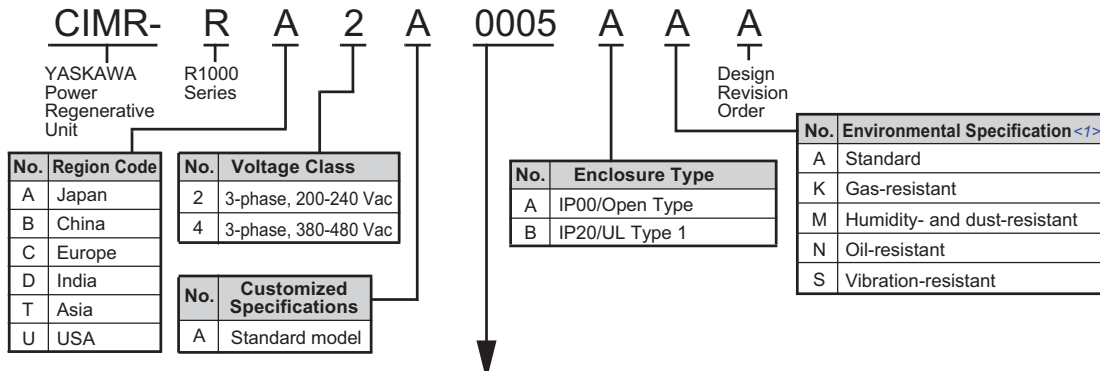 CIMR- R A 2 A 0005 A A A
YASKAWA
Power
Regenerative
Unit
R1000
Series
Design
Revision
Order
No. Region Code
A Japan
B China
C Europe
D India
T Asia
U USA
No. Voltage Class
2 3-phase, 200-240 Vac
4 3-phase, 380-480 Vac
No. Customized
Specifications
A Standard model
No. Enclosure Type
A IP00/Open Type
B IP20/UL Type 1
No. Environmental Specification <1>
A Standard
K Gas-resistant
M Humidity- and dust-resistant
N Oil-resistant
S Vibration-resistant